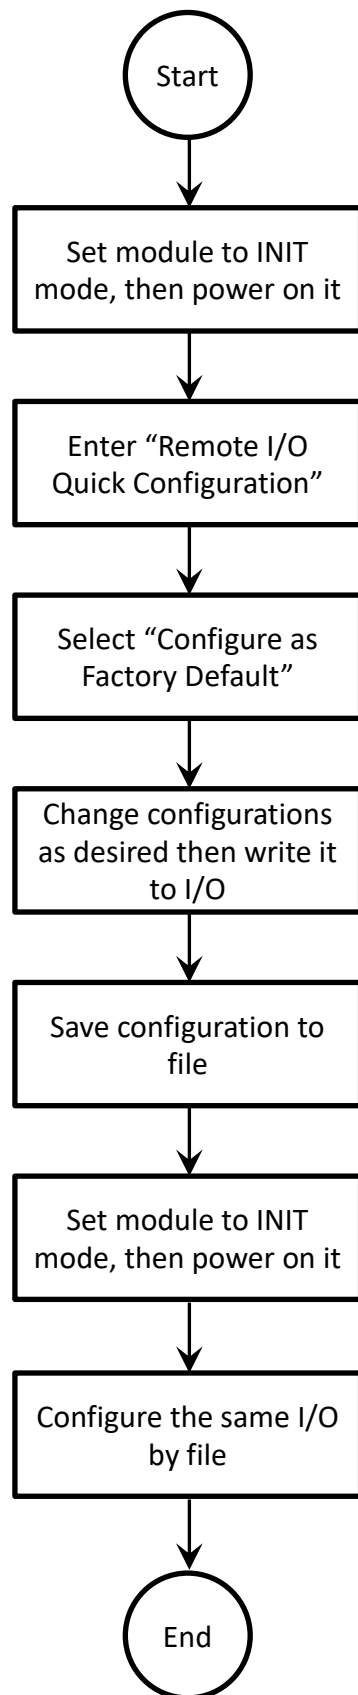 Start
Set module to INIT
mode, then power on it
Enter “Remote I/O
Quick Configuration”
Select “Configure as
Factory Default”
Change configurations
as desired then write it
to I/O
Save configuration to
file
Set module to INIT
mode, then power on it
Configure the same I/O
by file
End